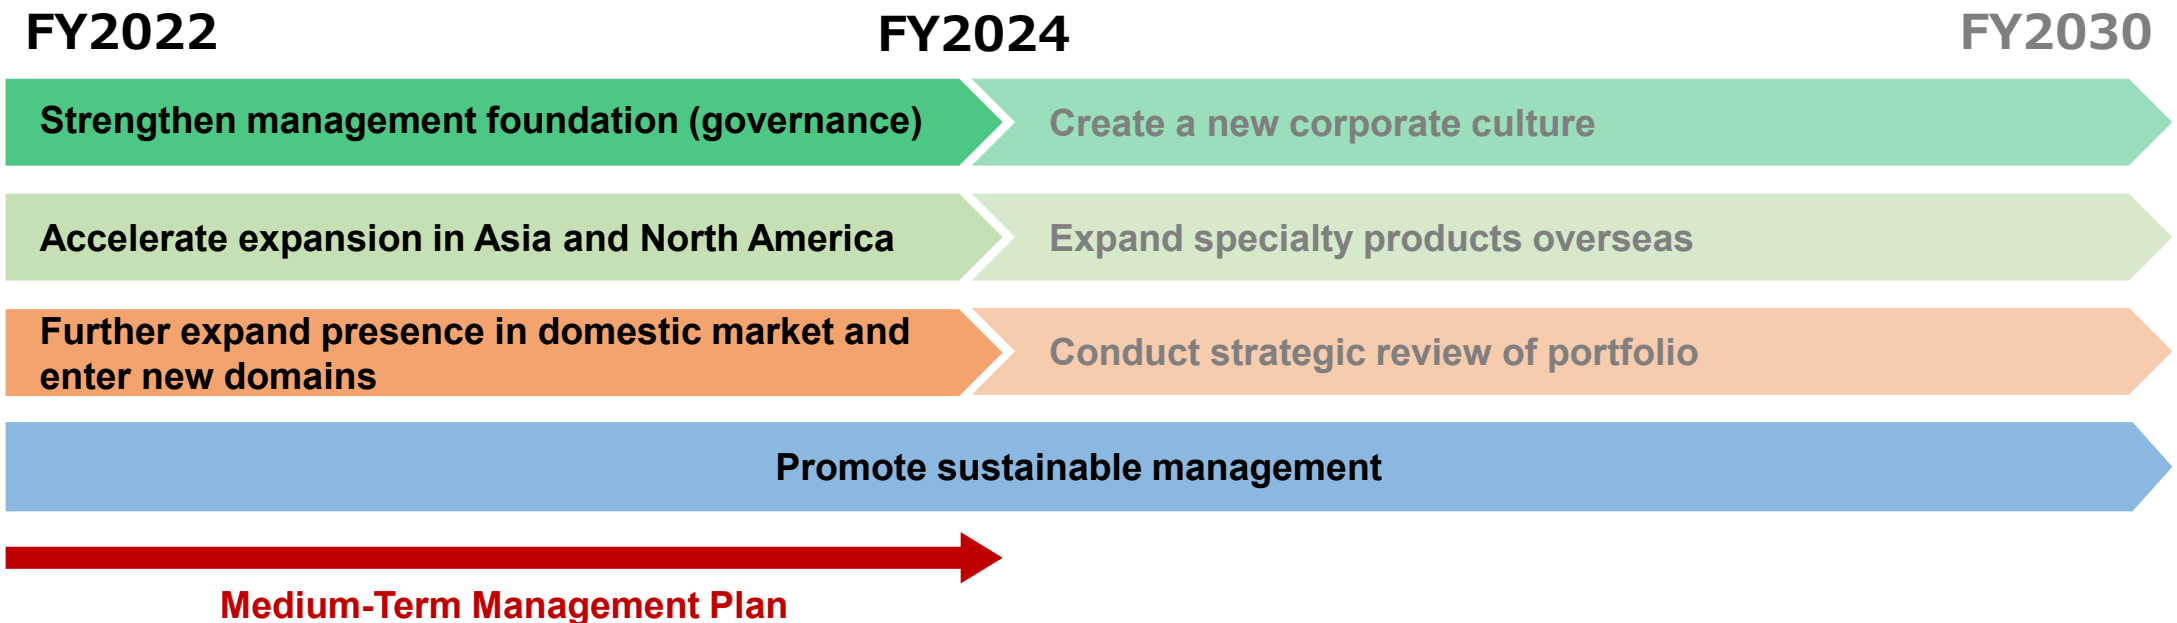 FY2022
FY2024
FY2030
Strengthen management foundation (governance)
Create a new corporate culture
Accelerate expansion in Asia and North America
Expand specialty products overseas
Further expand presence in domestic market and
enter new domains
Conduct strategic review of portfolio
Promote sustainable management
Medium-Term Management Plan